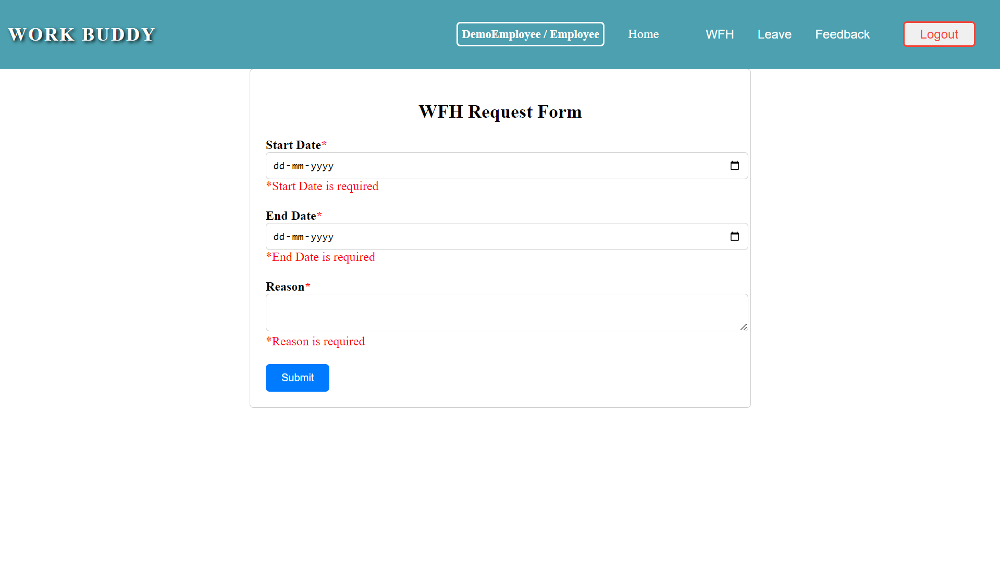 WORK BUDDY
DemoEmployee / Employee
Home
WFH
Leave
Feedback
Logout
WFH Request Form
Start Date*
dd-mm-yyyy
*Start Date is required
End Date*
dd-mm-yyyy
*End Date is required
Reason*
*Reason is required
Submit